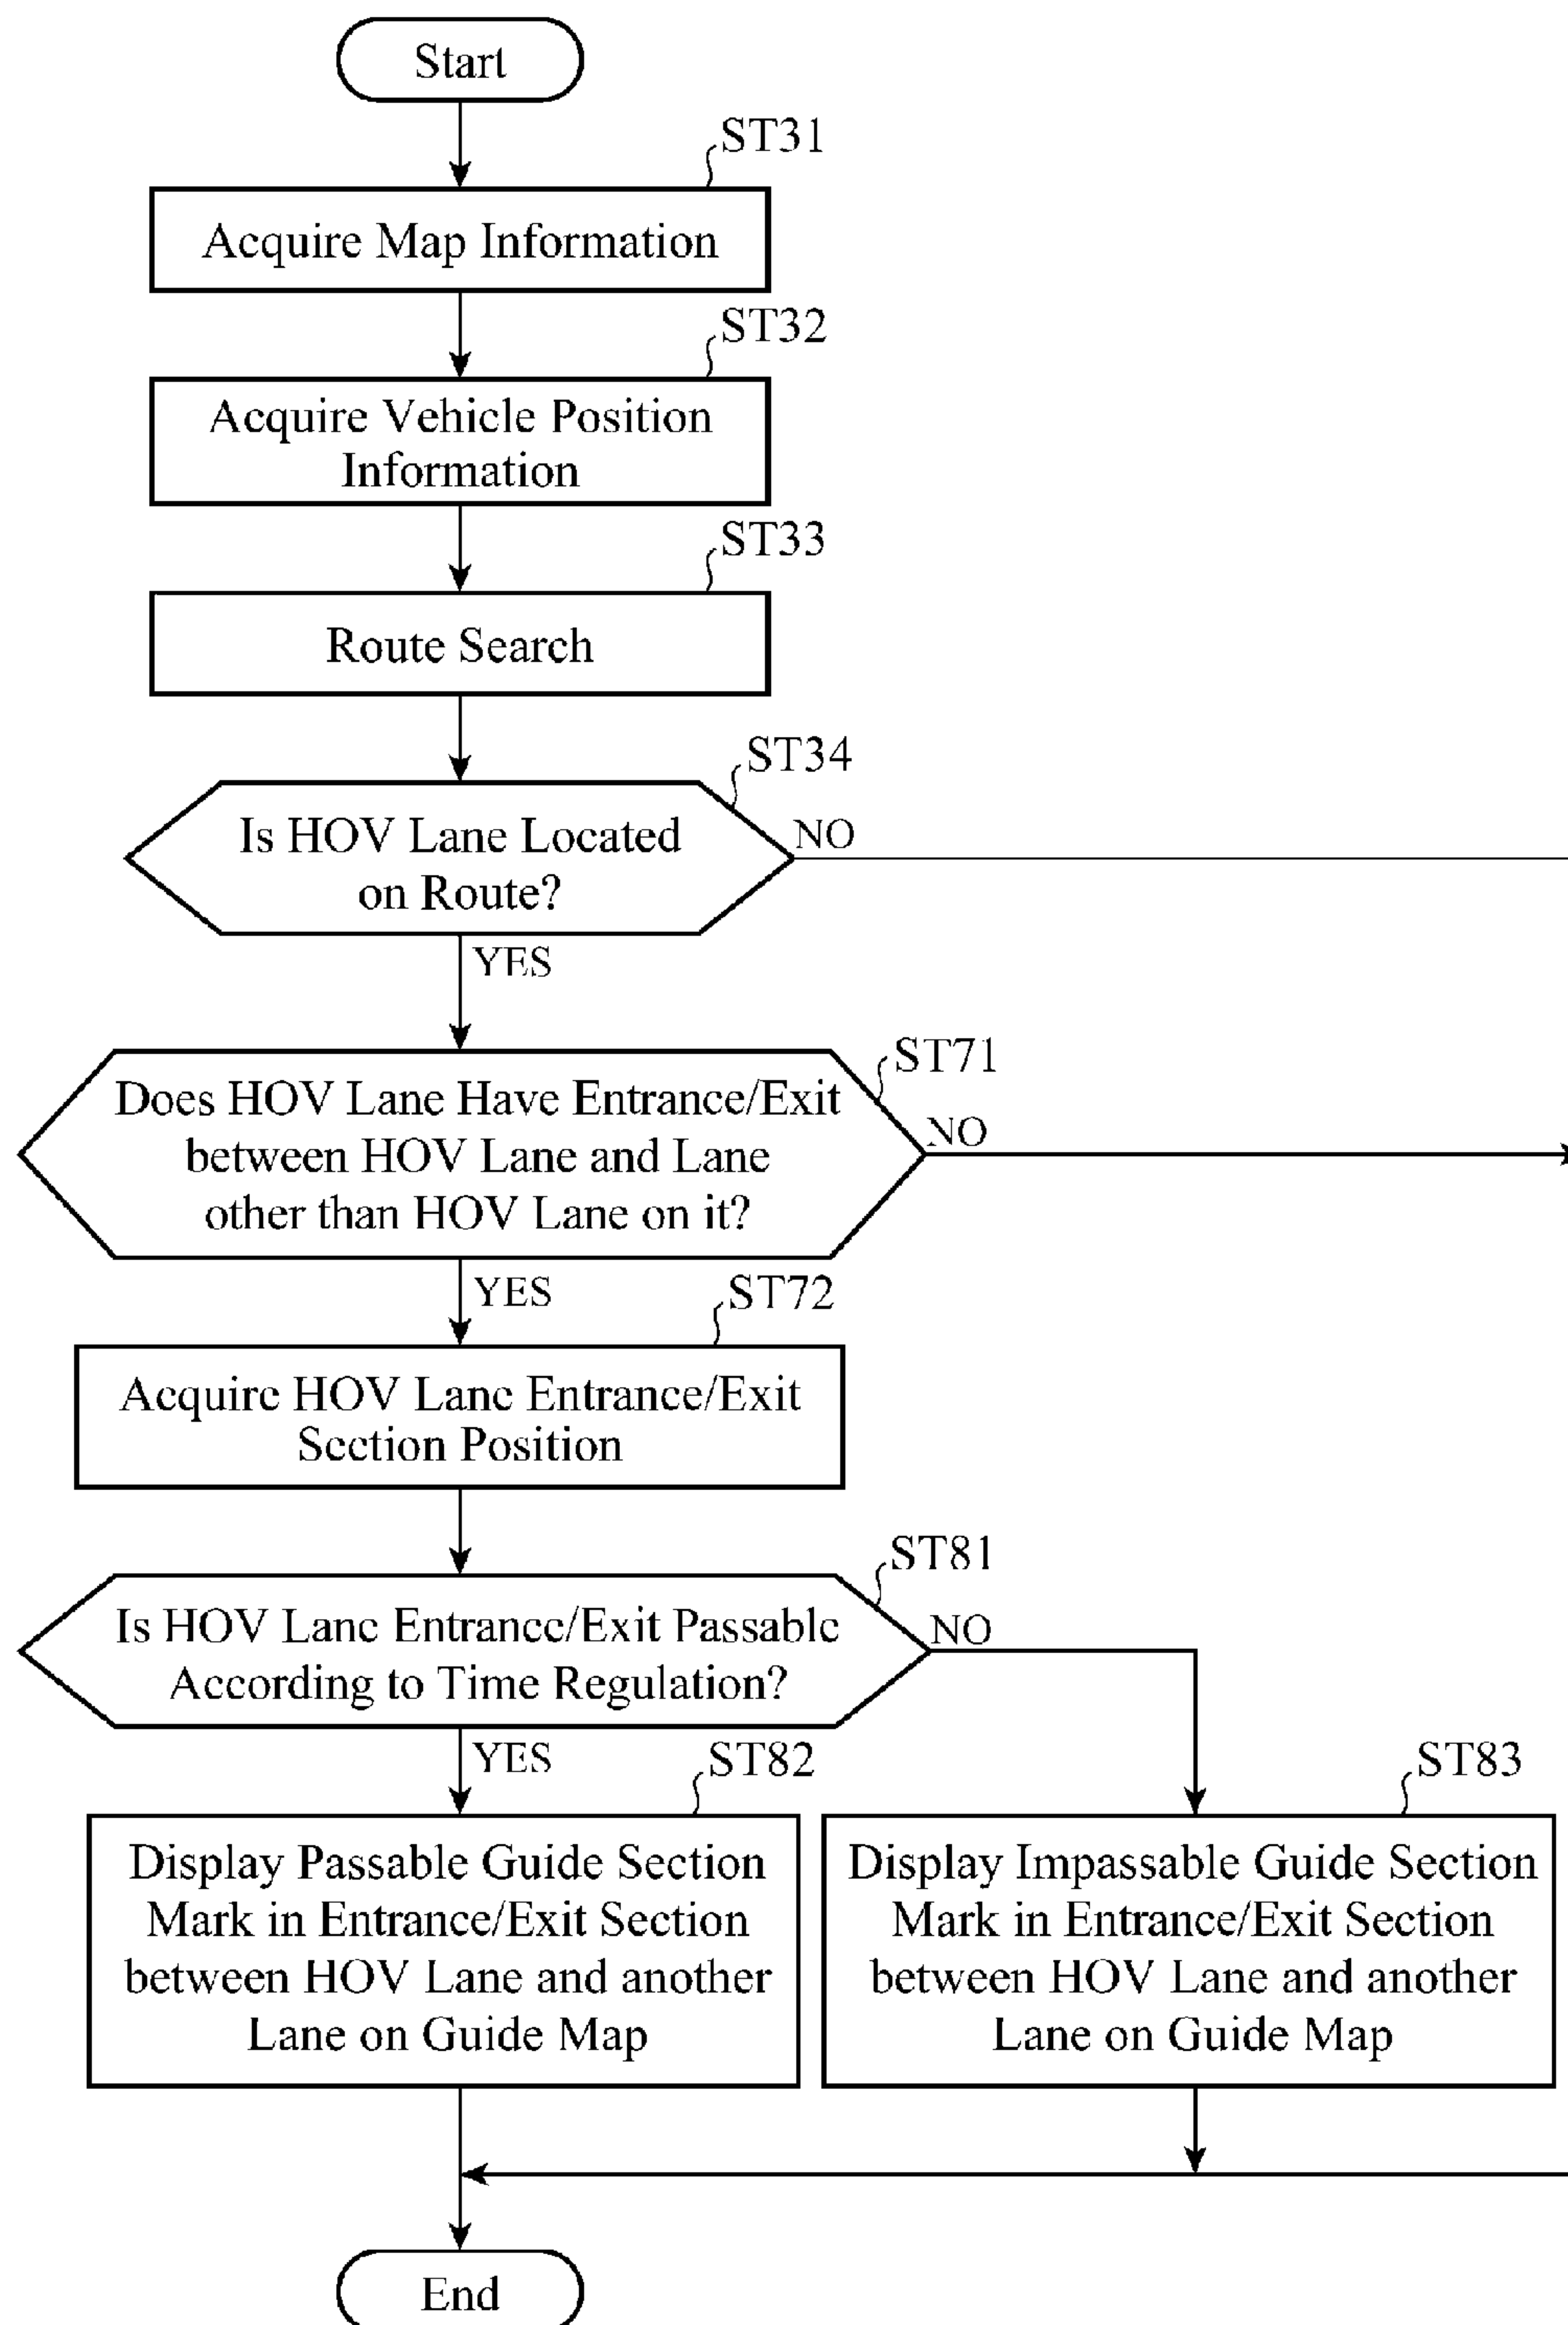 Start
ST31
Acquire Map Information
ST32
Acquire Vehicle Position
Information
ST33
Route Search
ST34
Is HOV Lane Located
on Route?
NO
YES
ST71
Does HOV Lane Have Entrance/Exit
between HOV Lane and Lane
other than HOV Lane on it?
NO
YES
ST72
Acquire HOV Lane Entrance/Exit
Section Position
ST81
Is HOV Lane Entrance/Exit Passable
According to Time Regulation?
NO
YES
ST82
Display Passable Guide Section
Mark in Entrance/Exit Section
between HOV Lane and another
Lane on Guide Map
ST83
Display Impassable Guide Section
Mark in Entrance/Exit Section
between HOV Lane and another
Lane on Guide Map
End